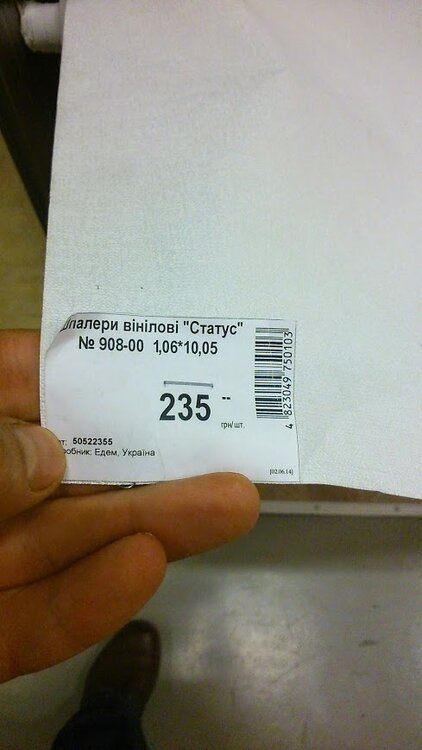 Шпалери вінілові "Статус"
№ 908-00 1,06*10,05
235 --
грн/шт.
4 823049 750103
т: 50522355
робник: Едем, Україна
[02.06.14]